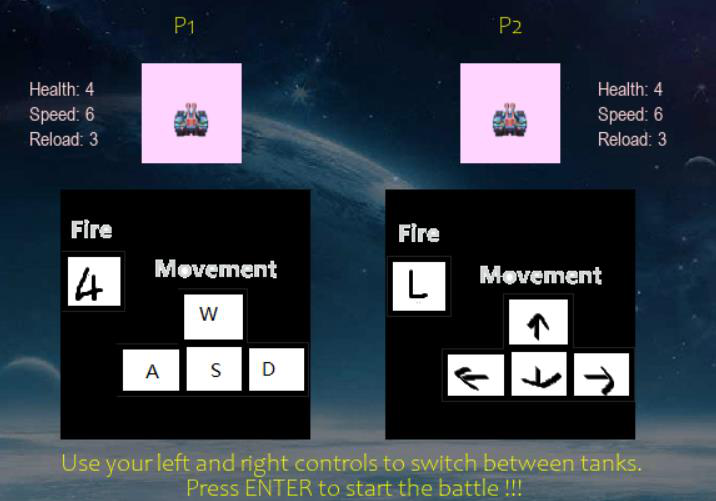 P1
P2
Health: 4
Speed: 6
Reload: 3
Health: 4
Speed: 6
Reload: 3
Fire
4
Movement
W
A S D
Fire
L
Movement
↑
← ↓ →
Use your left and right controls to switch between tanks.
Press ENTER to start the battle !!!